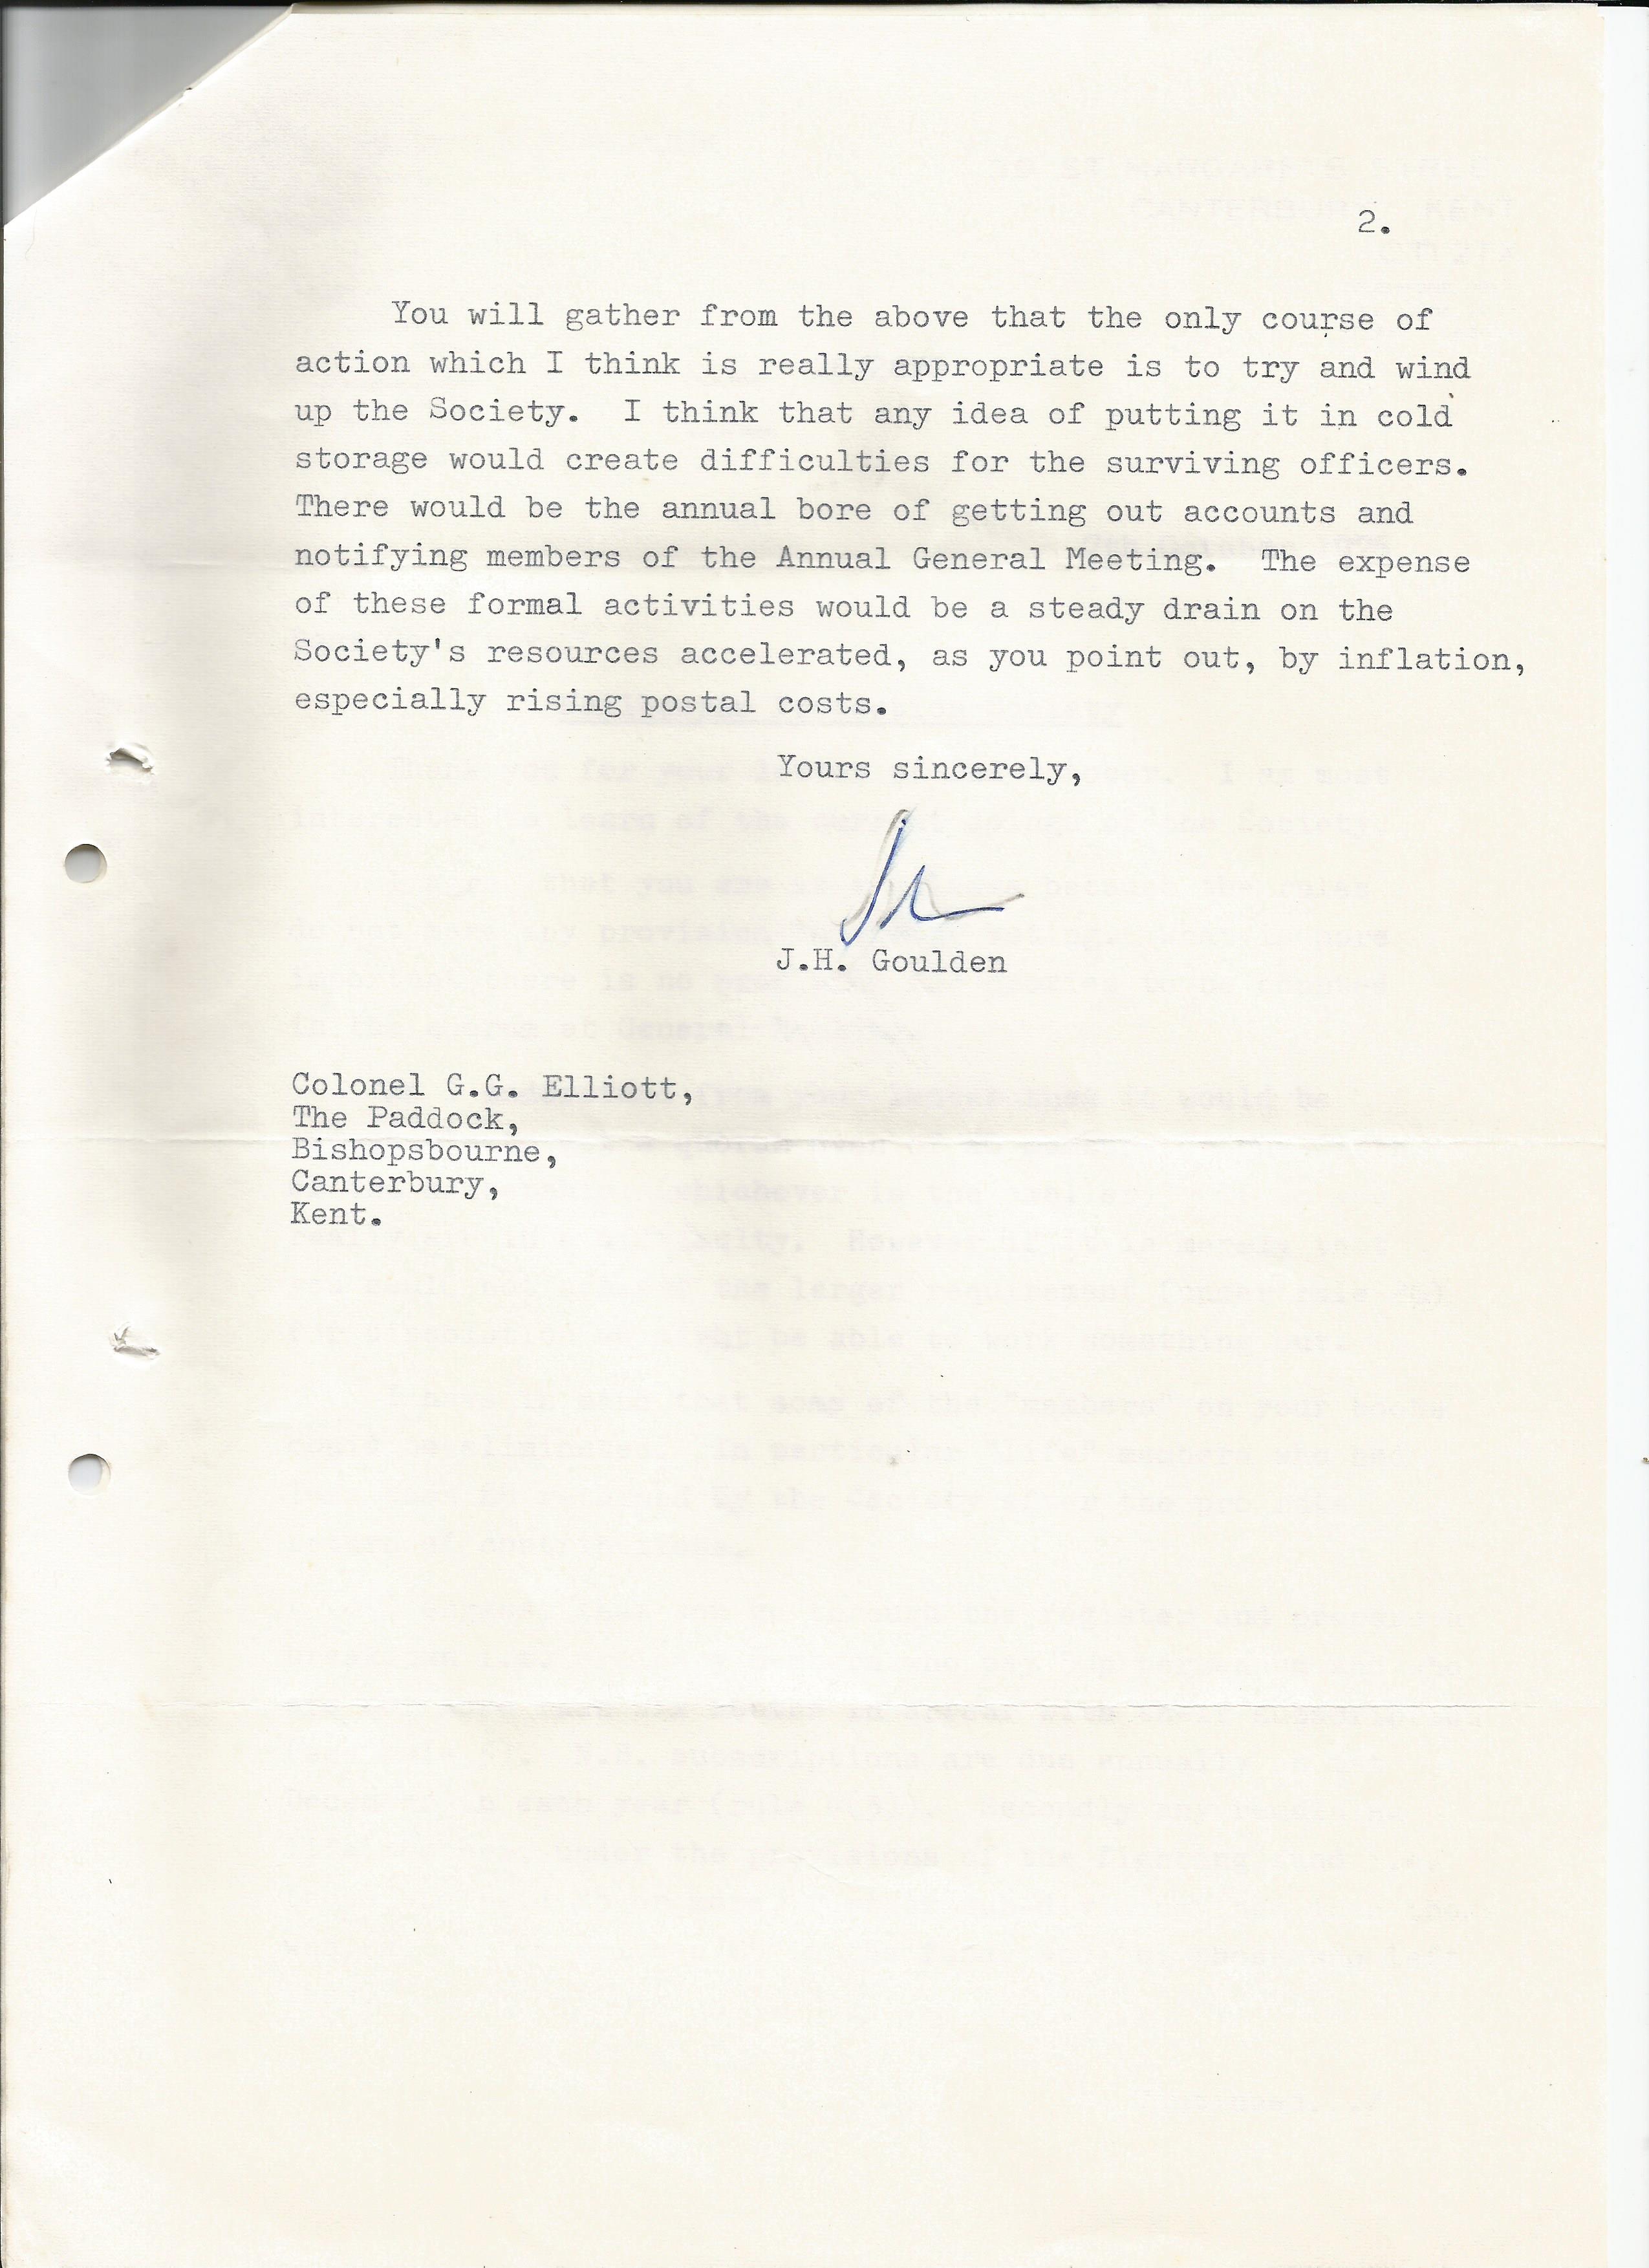 2.
You will gather from the above that the only course of
action which I think is really appropriate is to try and wind
up the Society.  I think that any idea of putting it in cold
storage would create difficulties for the surviving officers.
There would be the annual bore of getting out accounts and
notifying members of the Annual General Meeting.  The expense
of these formal activities would be a steady drain on the
Society's resources accelerated, as you point out, by inflation,
especially rising postal costs.
Yours sincerely,
J.H. Goulden
Colonel G.G. Elliott,
The Paddock,
Bishopsbourne,
Canterbury,
Kent.